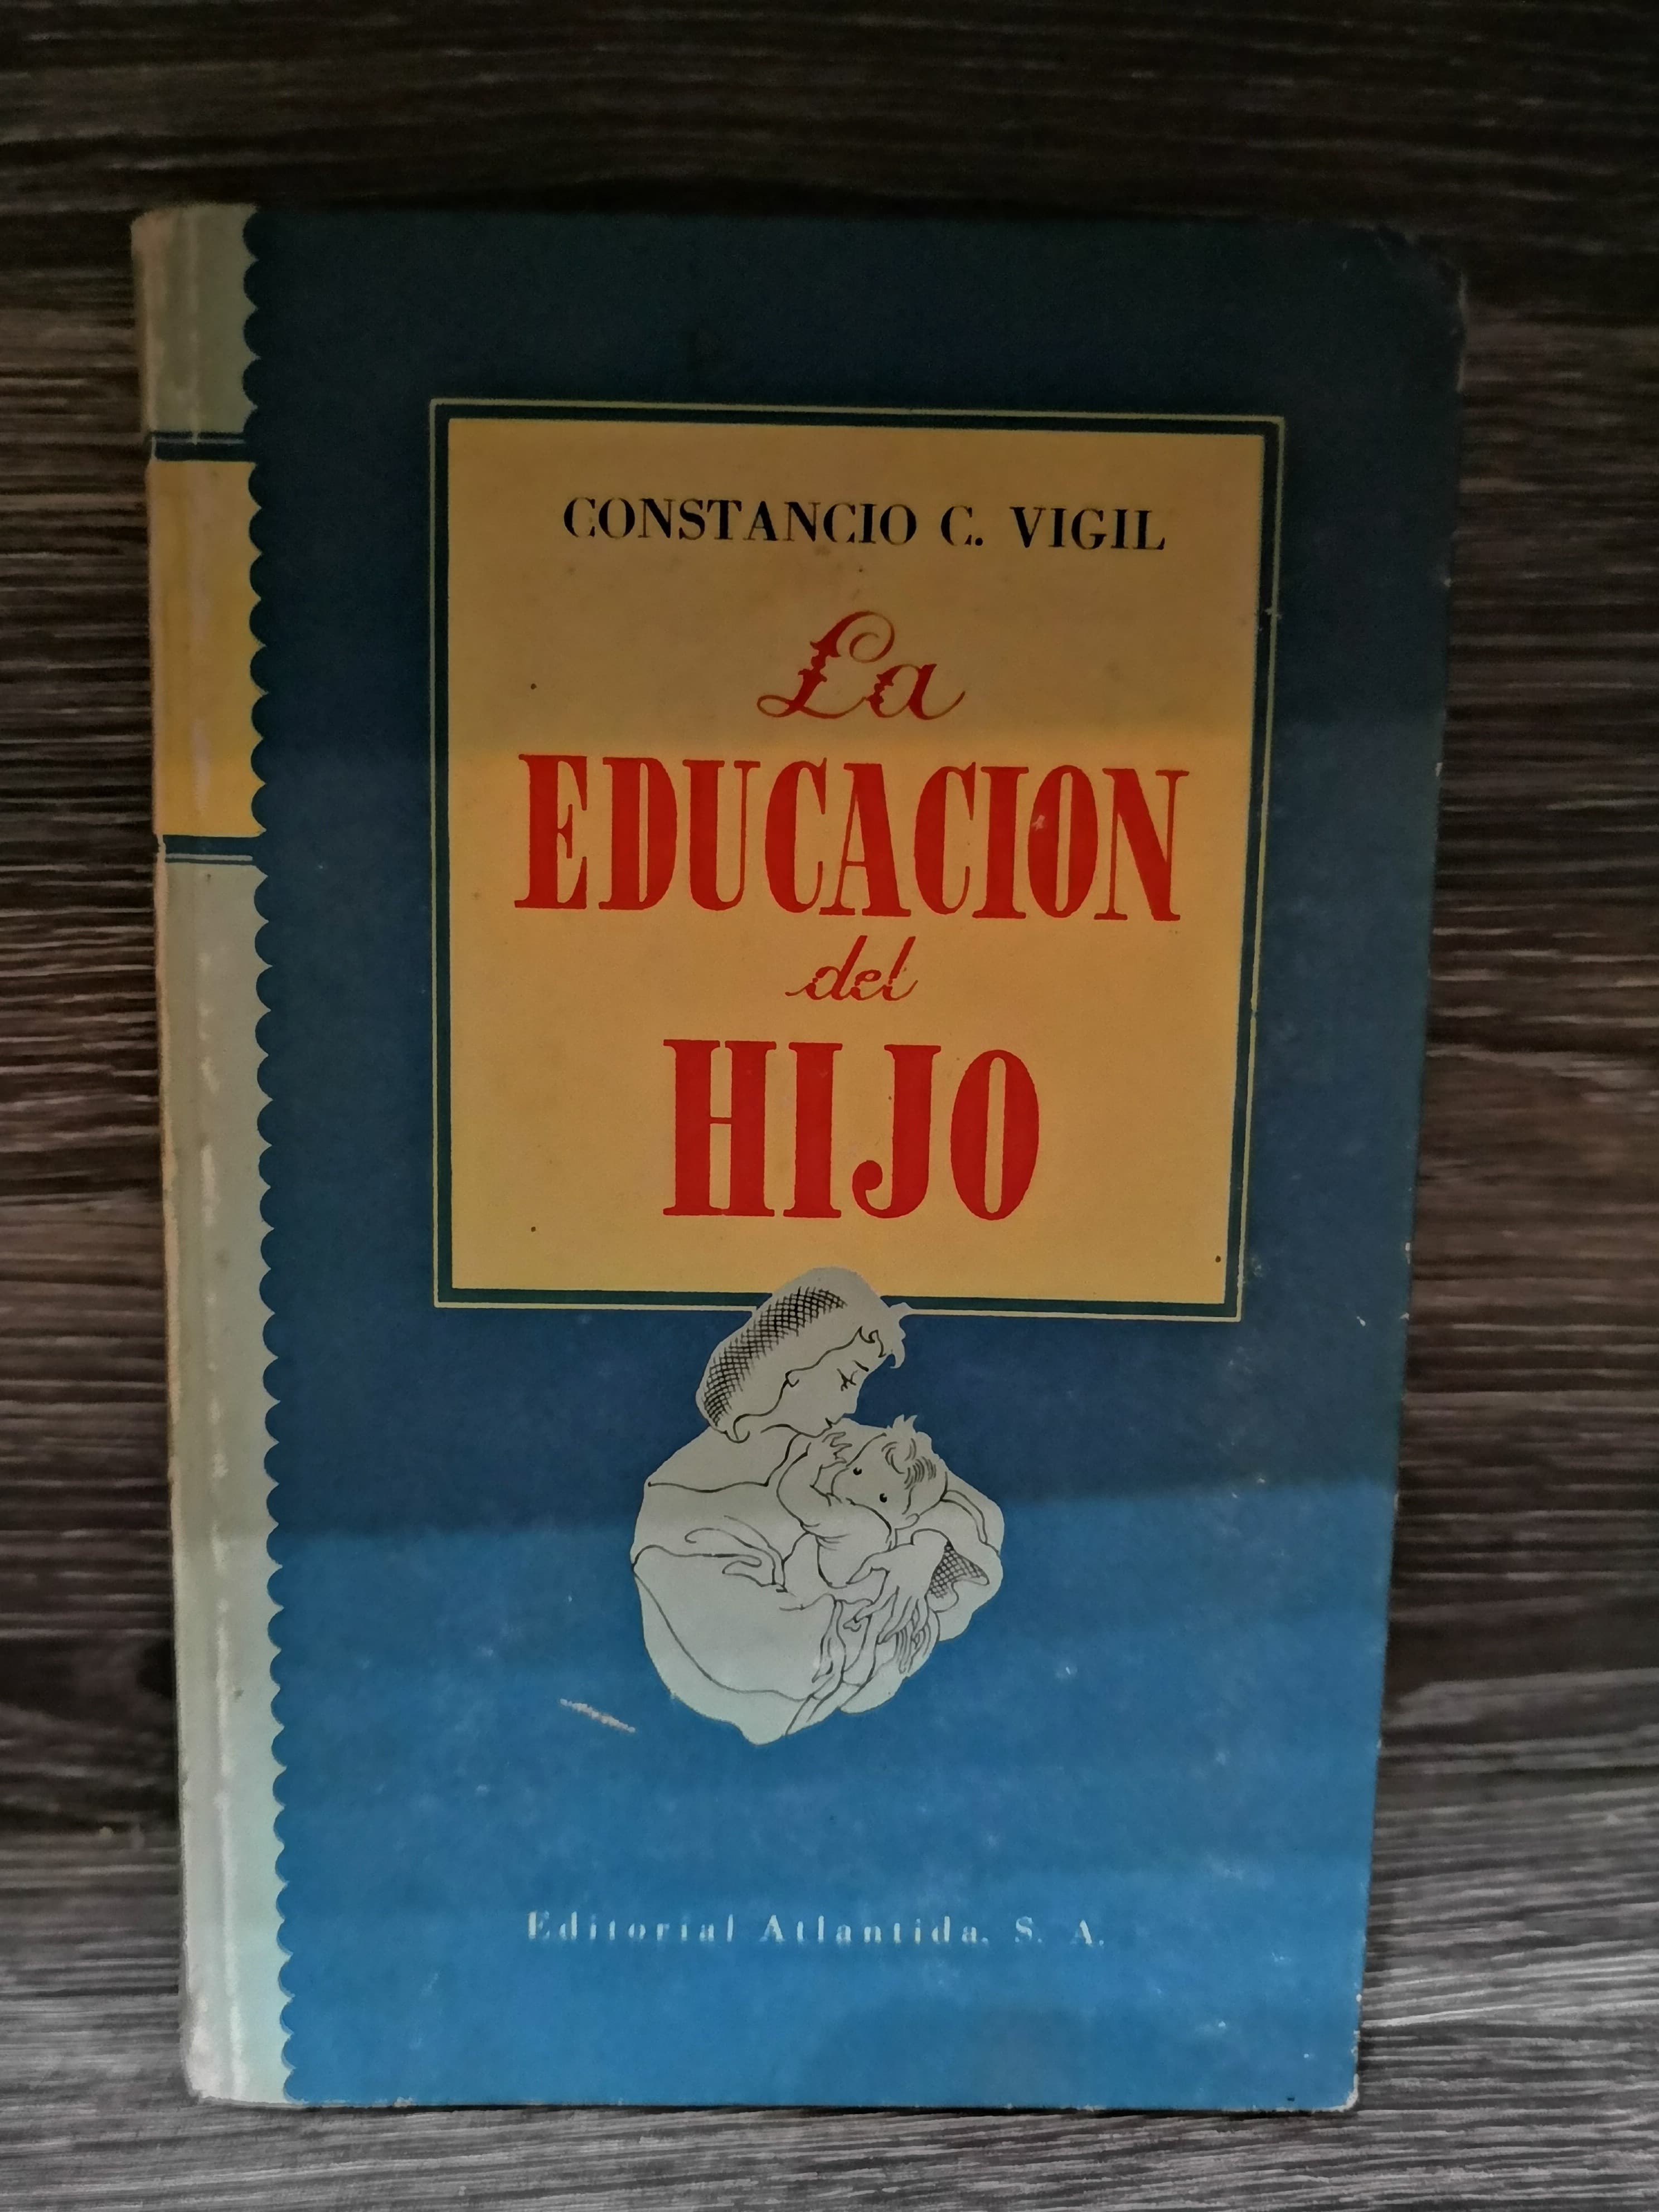 CONSTANCIO C. VIGIL
La
EDUCACION
del
HIJO
Editorial Atlantida, S. A.